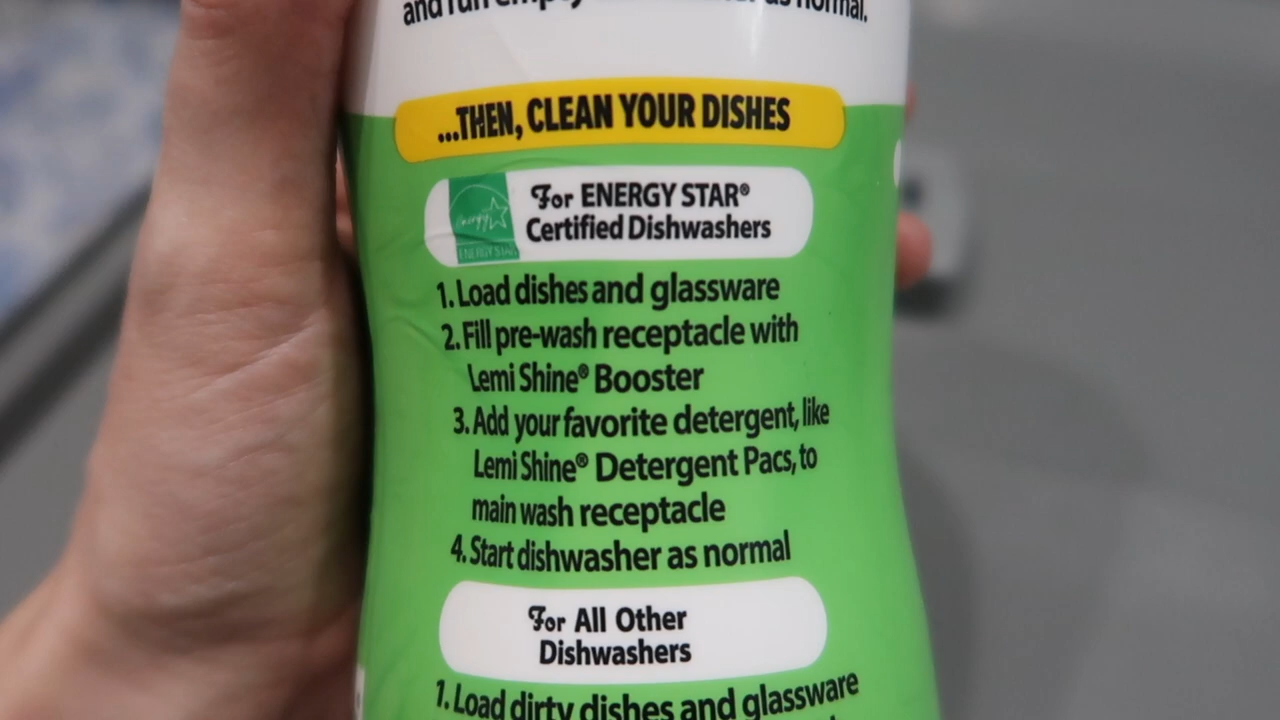 and run empty as normal.
...THEN, CLEAN YOUR DISHES
For ENERGY STAR®
Certified Dishwashers
energy
ENERGY STAR
1. Load dishes and glassware
2. Fill pre-wash receptacle with
Lemi Shine® Booster
3. Add your favorite detergent, like
Lemi Shine® Detergent Pacs, to
main wash receptacle
4. Start dishwasher as normal
For All Other
Dishwashers
1. Load dirty dishes and glassware